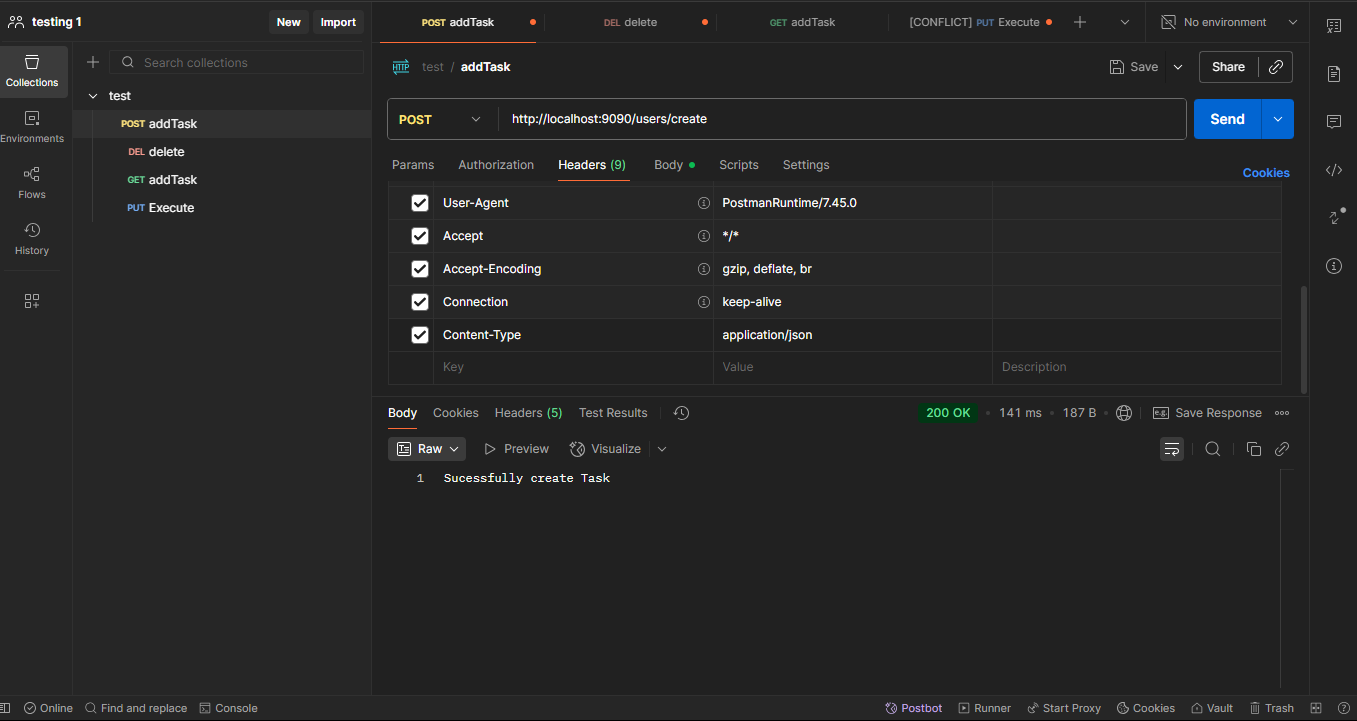 testing 1
New
Import
POST addTask
DEL delete
GET addTask
[CONFLICT] PUT Execute
No environment
Collections
Environments
Flows
History
Search collections
test
POST addTask
DEL delete
GET addTask
PUT Execute
HTTP test / addTask
Save
Share
POST
http://localhost:9090/users/create
Send
Params
Authorization
Headers (9)
Body
Scripts
Settings
Cookies
User-Agent PostmanRuntime/7.45.0
Accept */*
Accept-Encoding gzip, deflate, br
Connection keep-alive
Content-Type application/json
Key Value Description
Body
Cookies
Headers (5)
Test Results
200 OK • 141 ms • 187 B
e.g. Save Response
Raw
Preview
Visualize
1 Sucessfully create Task
Online
Find and replace
Console
Postbot
Runner
Start Proxy
Cookies
Vault
Trash